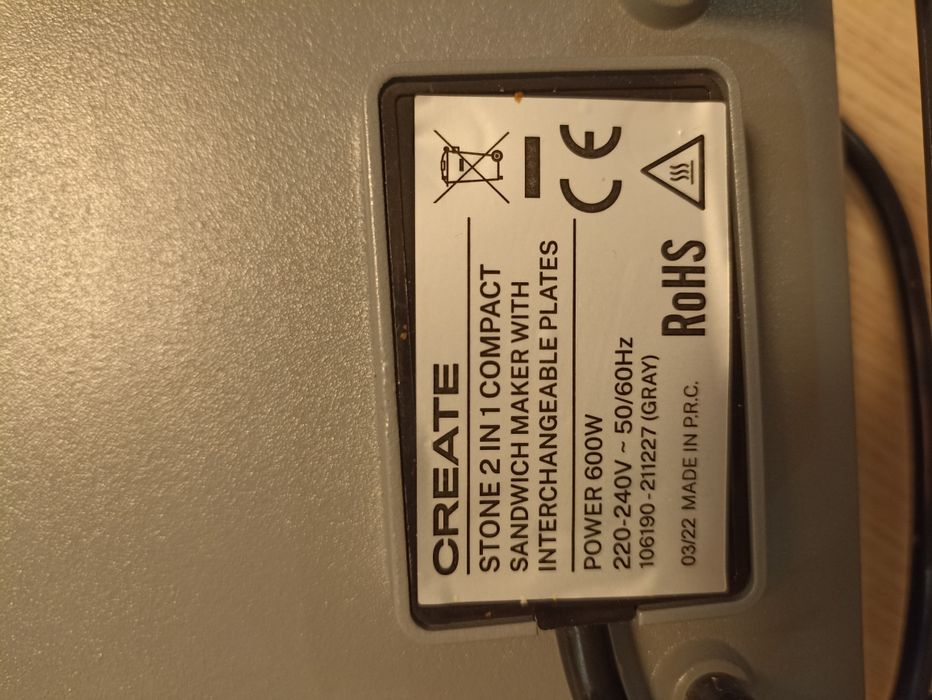 CREATE
STONE 2 IN 1 COMPACT
SANDWICH MAKER WITH
INTERCHANGEABLE PLATES
POWER 600W
220-240V ~ 50/60Hz
106190 - 211227 (GRAY)
03/22 MADE IN P.R.C.
RoHS
CE